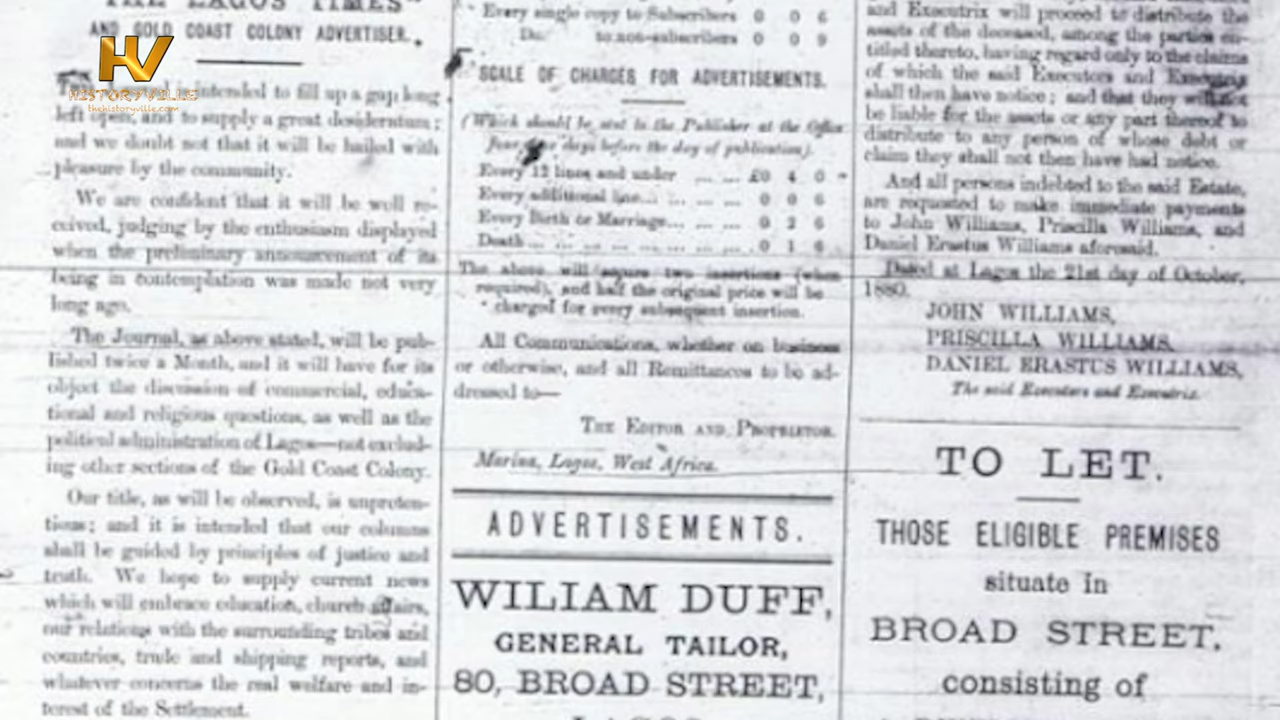 "THE LAGOS TIMES"
AND GOLD COAST COLONY ADVERTISER.
HV
HISTORYVILLE
thehistoryville.com
intended to fill up a gap long
left open, and to supply a great desideratum;
and we doubt not that it will be hailed with
pleasure by the community.
We are confident that it will be well re-
ceived, judging by the enthusiasm displayed
when the preliminary announcement of its
being in contemplation was made not very
long ago.
The Journal, as above stated, will be pub-
lished twice a Month, and it will have for its
object the discussion of commercial, educa-
tional and religious questions, as well as the
political administration of Lagos—not exclud-
ing other sections of the Gold Coast Colony.
Our title, as will be observed, is unpreten-
tious; and it is intended that our columns
shall be guided by principles of justice and
truth. We hope to supply current news
which will embrace education, church affairs,
our relations with the surrounding tribes and
countries, trade and shipping reports, and
whatever concerns the real welfare and in-
terest of the Settlement.
Every single copy to Subscribers 0 0 6
Do. to non-subscribers 0 0 9
SCALE OF CHARGES FOR ADVERTISEMENTS.
(Which should be sent to the Publisher at the Office
days before the day of publication).
Every 12 lines and under ... ... £0 4 0
Every additional line... ... ... ... 0 0 6
Every Birth or Marriage... ... ... 0 2 6
Death... ... ... ... ... ... ... 0 1 6
The above will secure two insertions (when
required), and half the original price will be
charged for every subsequent insertion.
All Communications, whether on business
or otherwise, and all Remittances to be ad-
dressed to—
THE EDITOR AND PROPRIETOR.
Marina, Lagos, West Africa.
ADVERTISEMENTS.
WILIAM DUFF,
GENERAL TAILOR,
80, BROAD STREET,
LAGOS
and Executrix will proceed to distribute the
assets of the deceased, among the parties en-
titled thereto, having regard only to the claims
of which the said Executors and Executrix
shall then have notice; and that they will not
be liable for the assets or any part thereof to
distribute to any person of whose debt or
claim they shall not then have had notice.
And all persons indebted to the said Estate,
are requested to make immediate payments
to John Williams, Priscilla Williams, and
Daniel Erastus Williams aforesaid.
Dated at Lagos the 21st day of October,
1880.
JOHN WILLIAMS,
PRISCILLA WILLIAMS,
DANIEL ERASTUS WILLIAMS,
The said Executors and Executrix.
TO LET.
THOSE ELIGIBLE PREMISES
situate in
BROAD STREET,
consisting of